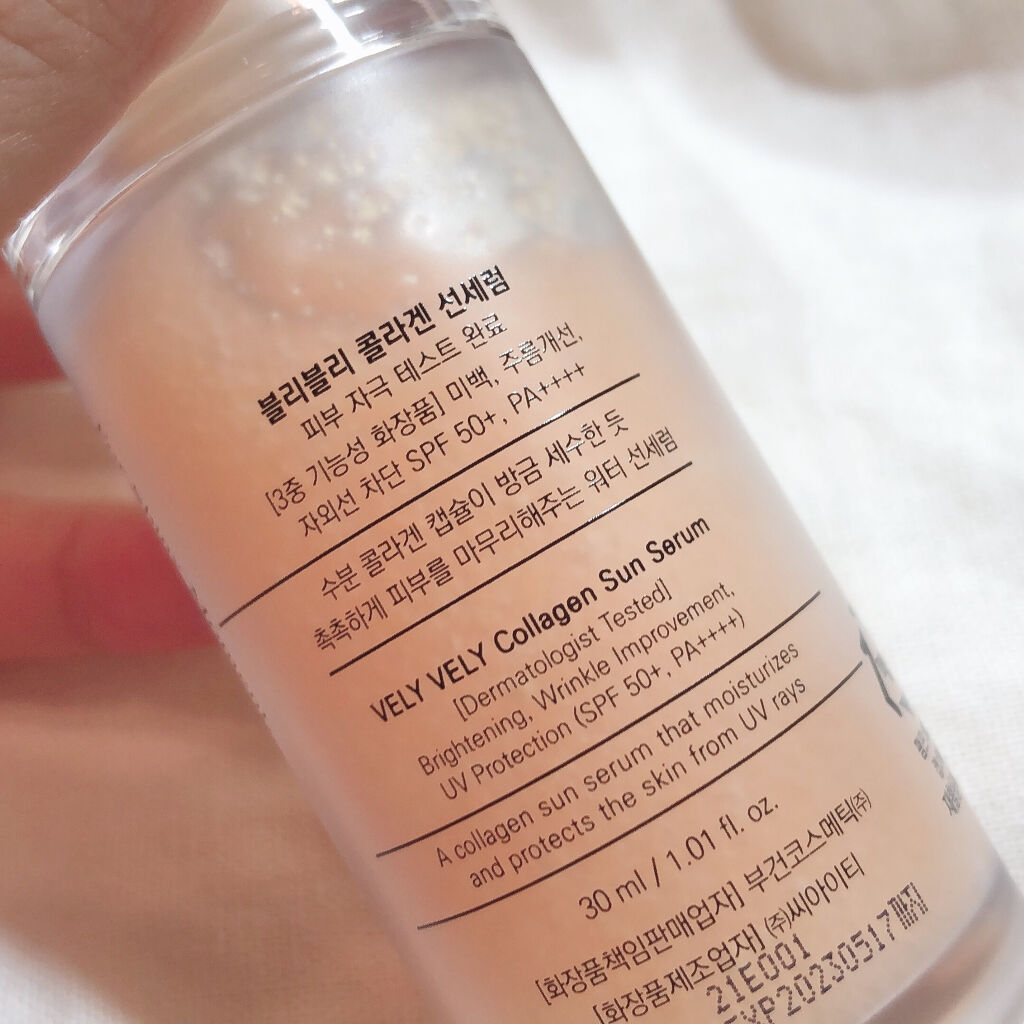 블리블리 콜라겐 선세럼
피부 자극 테스트 완료
[3중 기능성 화장품] 미백, 주름개선,
자외선 차단 SPF 50+, PA++++
수분 콜라겐 캡슐이 방금 세수한 듯
촉촉하게 피부를 마무리해주는 워터 선세럼
VELY VELY Collagen Sun Serum
[Dermatologist Tested]
Brightening, Wrinkle Improvement,
UV Protection (SPF 50+, PA++++)
A collagen sun serum that moisturizes
and protects the skin from UV rays
30 ml / 1.01 fl. oz.
[화장품책임판매업자] 부건코스메틱(주)
[화장품제조업자] (주)씨아이티
21E001
EXP20230517까지